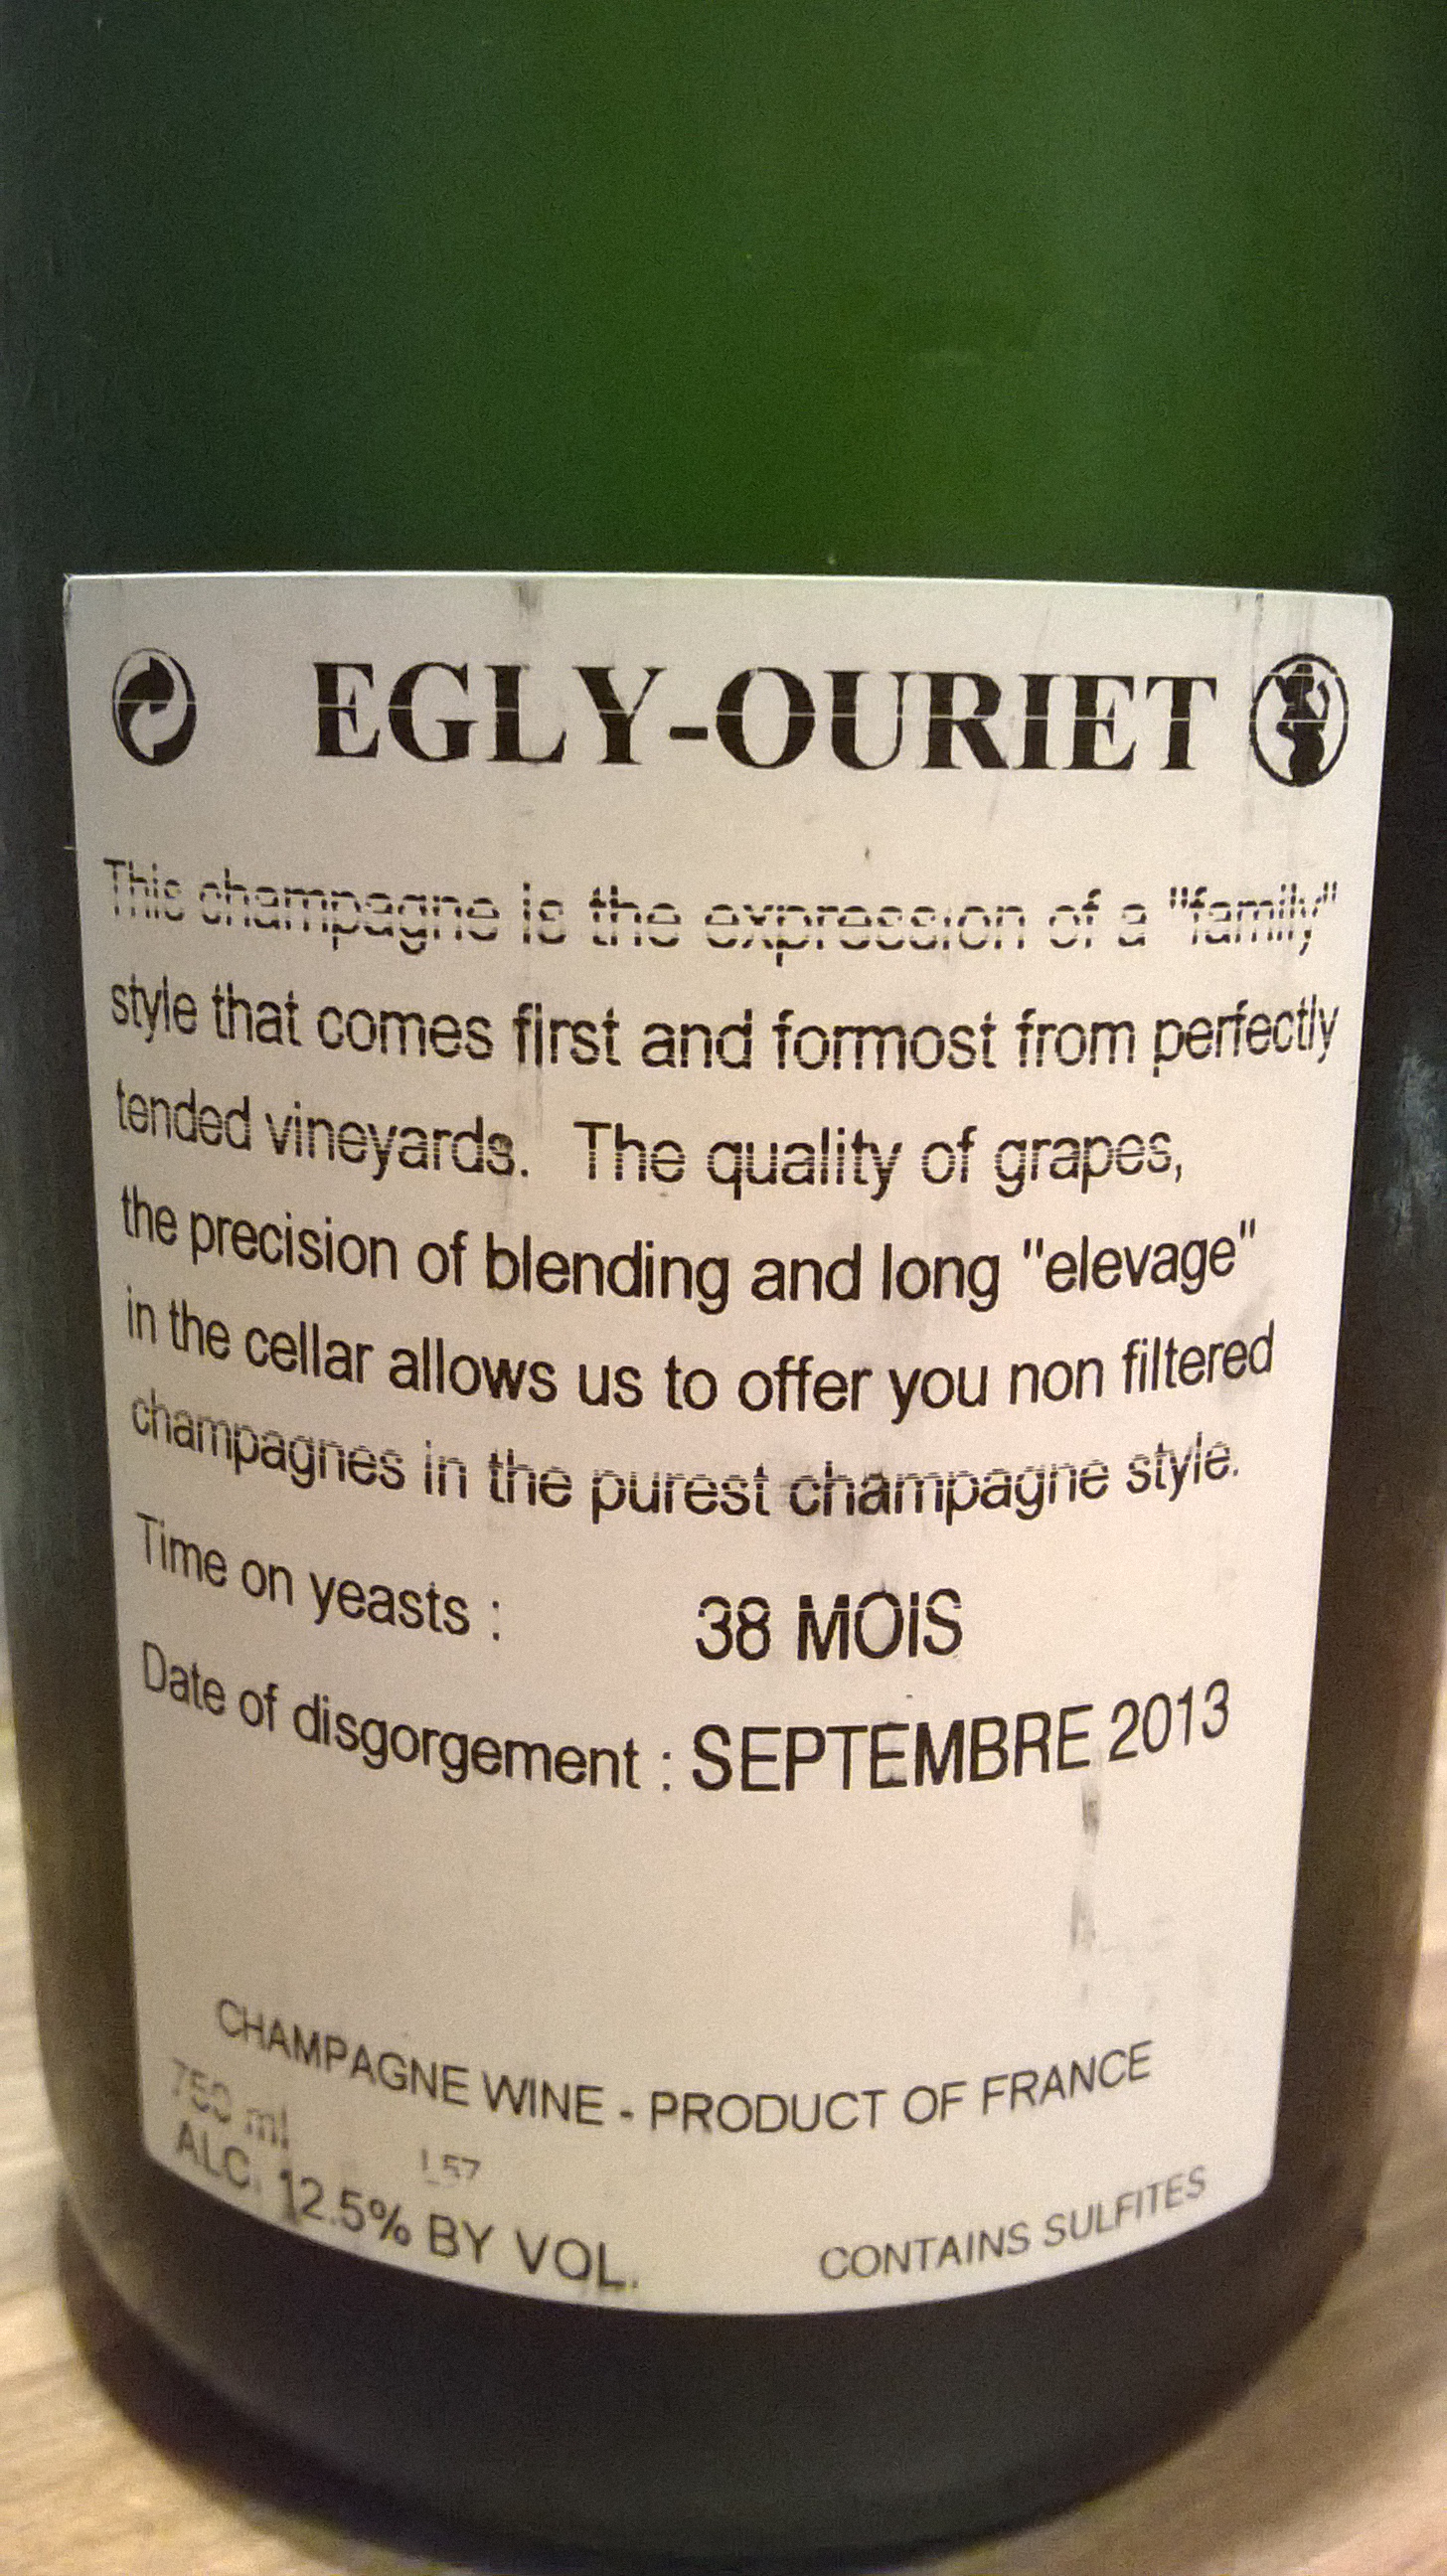 EGLY-OURIET
This champagne is the expression of a "family"
style that comes first and formost from perfectly
tended vineyards. The quality of grapes,
the precision of blending and long "elevage"
in the cellar allows us to offer you non filtered
champagnes in the purest champagne style.
Time on yeasts : 38 MOIS
Date of disgorgement : SEPTEMBRE 2013
CHAMPAGNE WINE - PRODUCT OF FRANCE
750 ml
L57
ALC. 12.5% BY VOL.
CONTAINS SULFITES